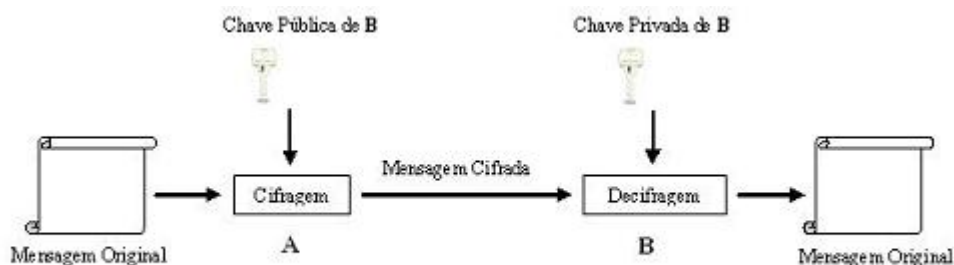 Chave Pública de B
Chave Privada de B
Mensagem Cifrada
Cifragem
Decifragem
A
B
Mensagem Original
Mensagem Original